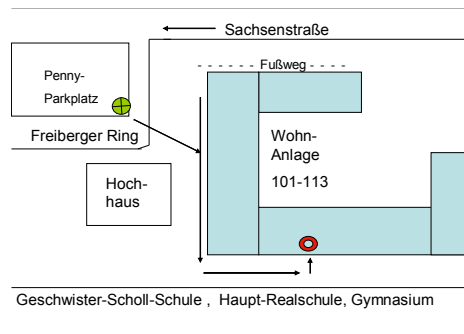 Sachsenstraße
Fußweg
Penny-
Parkplatz
Freiberger Ring
Wohn-
Anlage
101-113
Hoch-
haus
Geschwister-Scholl-Schule , Haupt-Realschule, Gymnasium